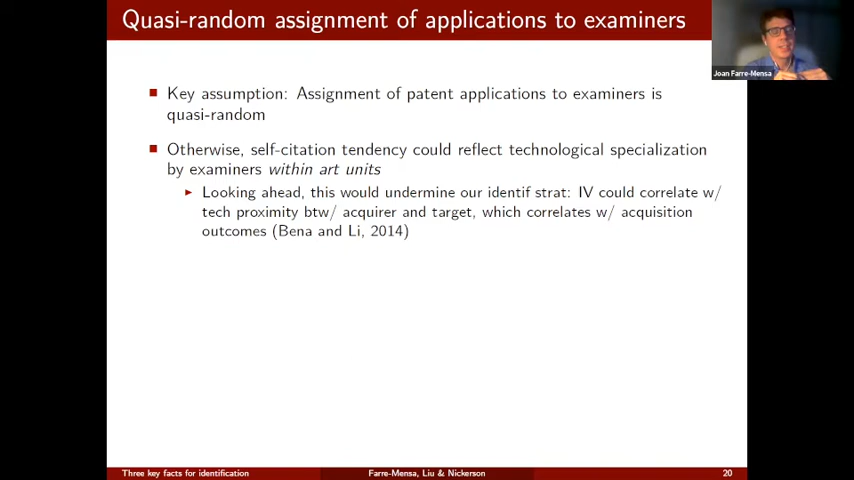 Quasi-random assignment of applications to examiners
Joan Farre-Mensa
Key assumption: Assignment of patent applications to examiners is
quasi-random
Otherwise, self-citation tendency could reflect technological specialization
by examiners within art units
Looking ahead, this would undermine our identif strat: IV could correlate w/
tech proximity btw/ acquirer and target, which correlates w/ acquisition
outcomes (Bena and Li, 2014)
Three key facts for identification
Farre-Mensa, Liu & Nickerson
20